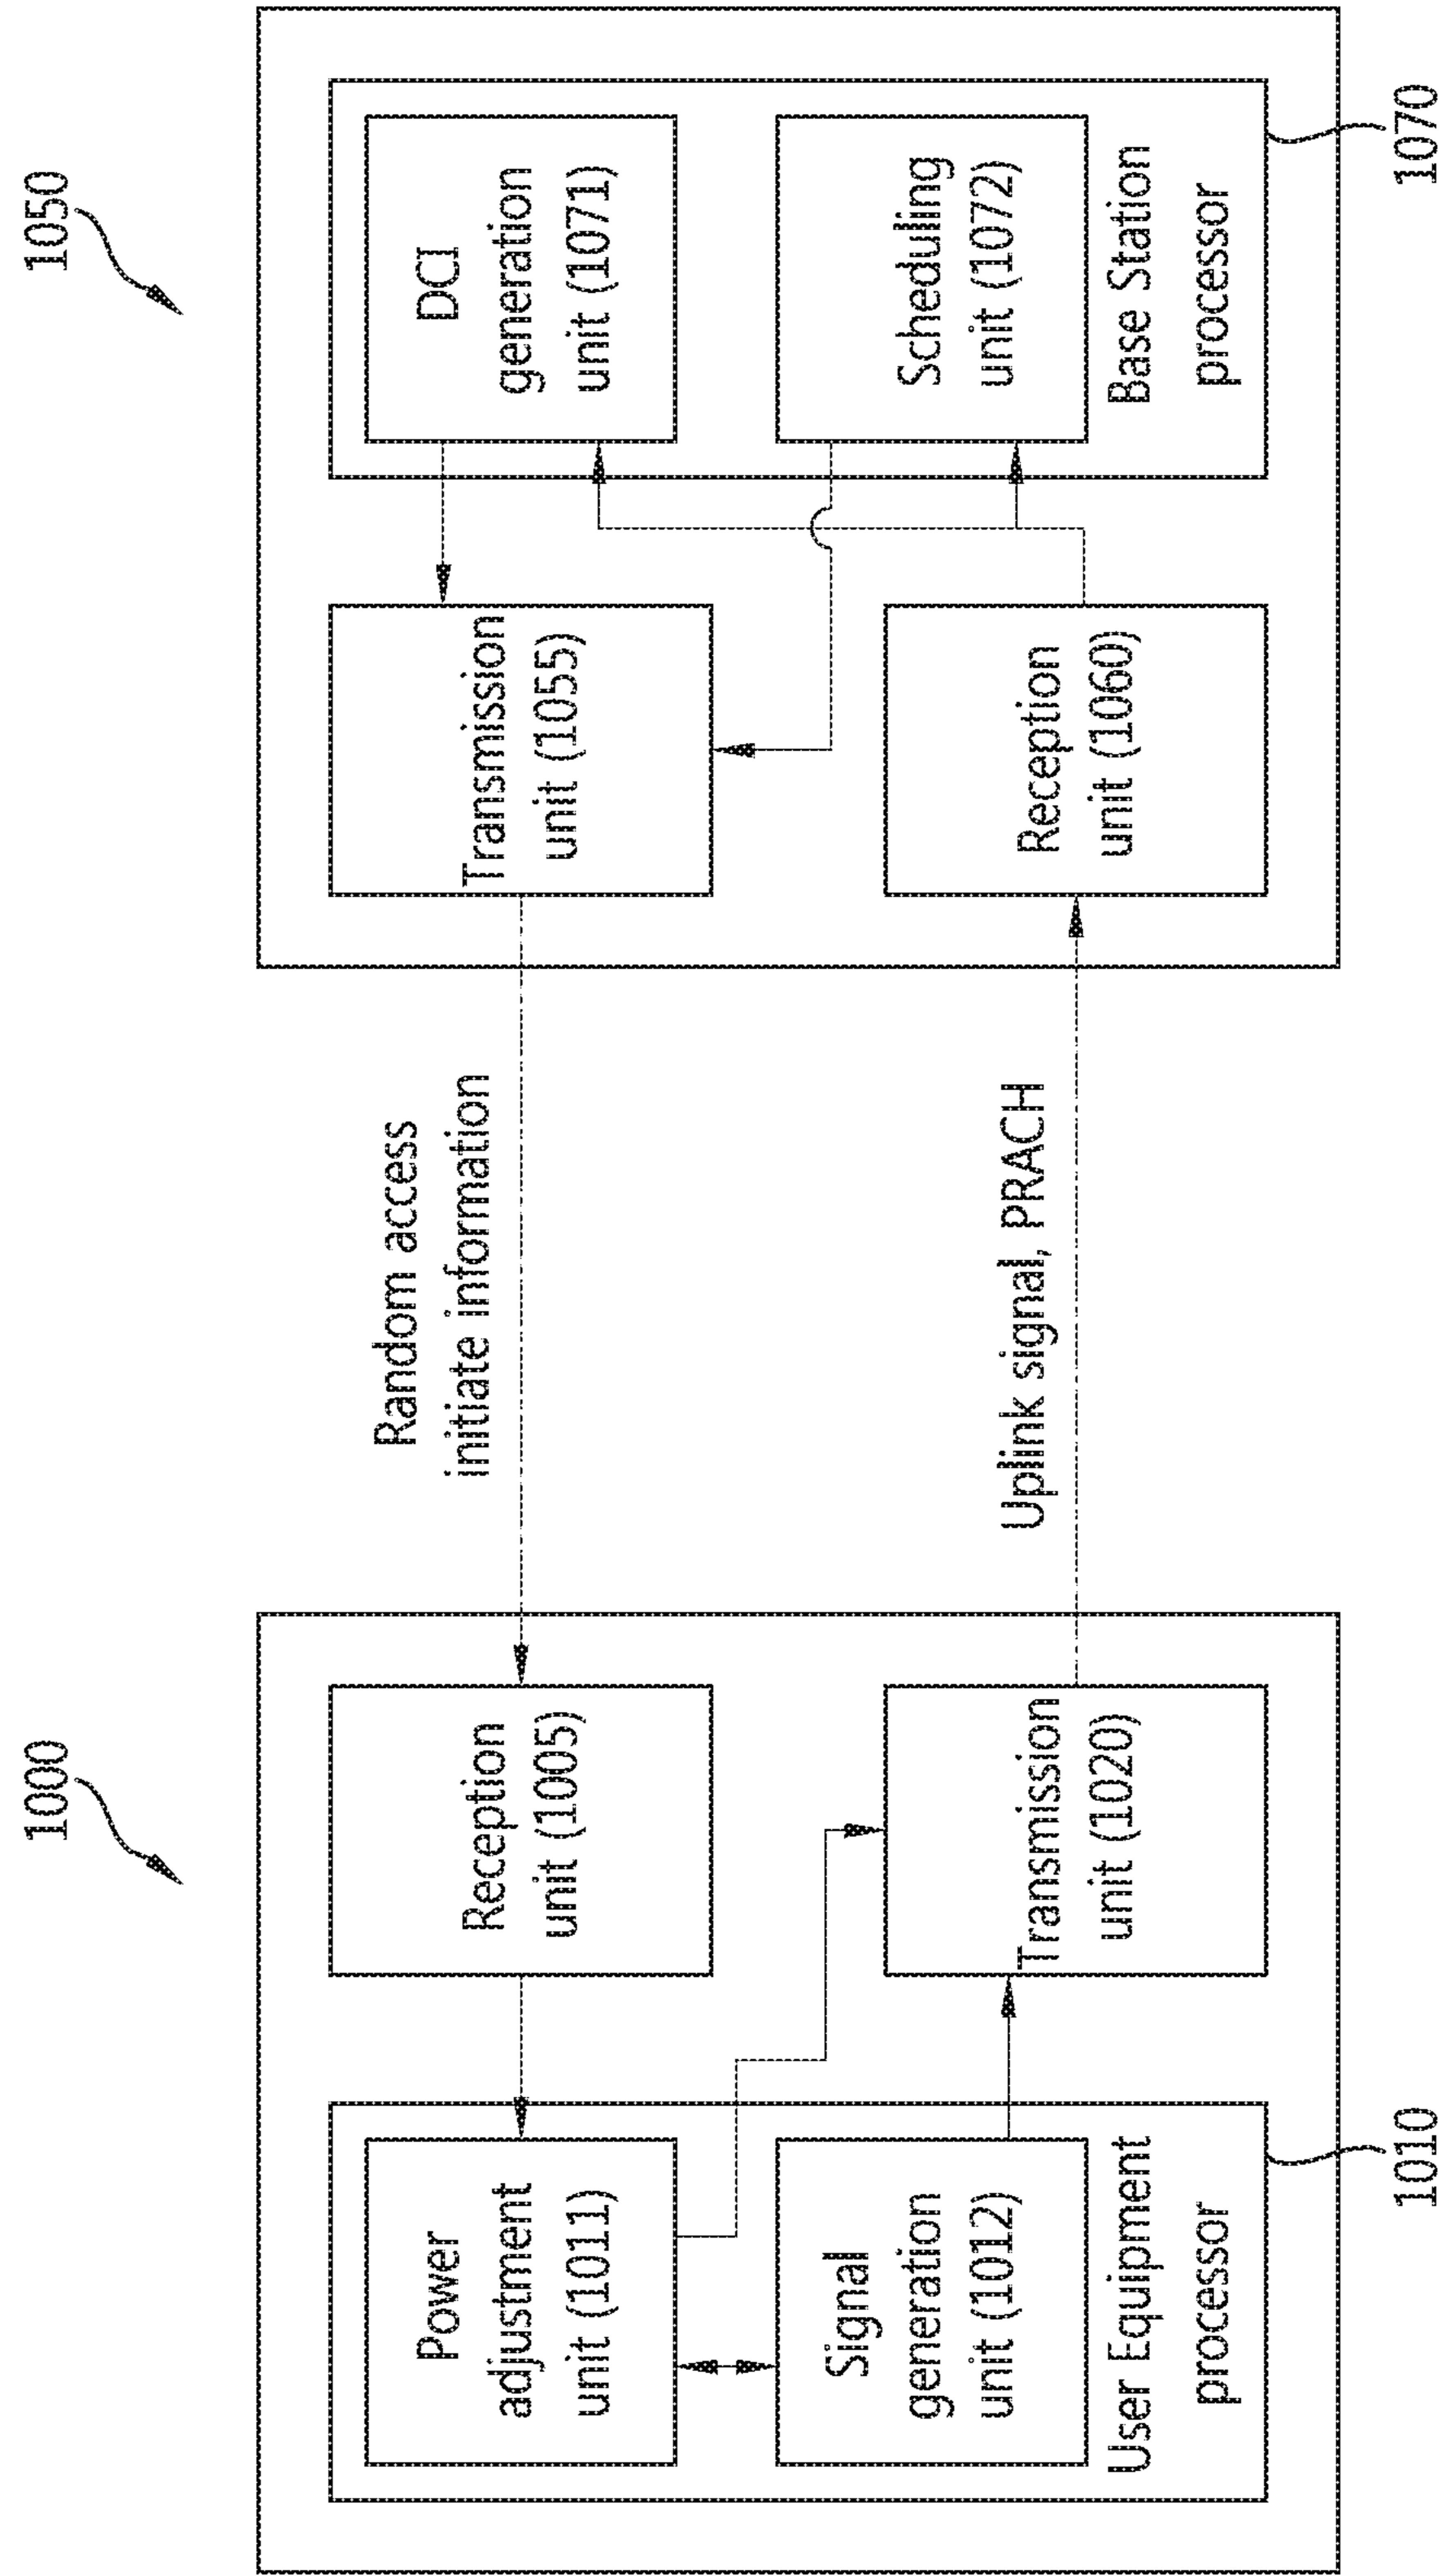 1000
Power
adjustment
unit (1011)
Reception
unit (1005)
Signal
generation
unit (1012)
Transmission
unit (1020)
User Equipment
processor
1010
Random access
initiate information
Uplink signal, PRACH
1050
Transmission
unit (1055)
DCI
generation
unit (1071)
Reception
unit (1060)
Scheduling
unit (1072)
Base Station
processor
1070